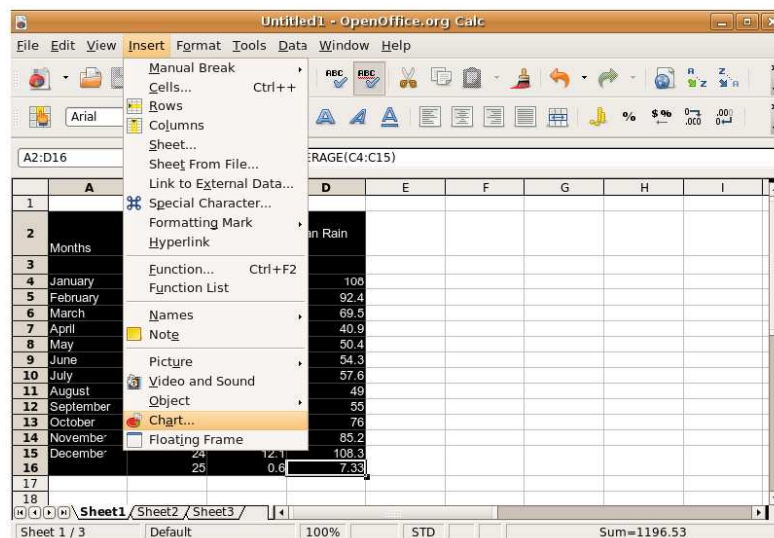 Untitled1 - OpenOffice.org Calc
File Edit View Insert Format Tools Data Window Help
Manual Break
Cells... Ctrl++
Rows
Columns
Sheet...
Sheet From File...
Link to External Data...
Special Character...
Formatting Mark
Hyperlink
Function... Ctrl+F2
Function List
Names
Note
Picture
Video and Sound
Object
Chart...
Floating Frame
ABC ABC
Arial
A2:D16 ERAGE(C4:C15)
A D E F G H I
1
2 Months an Rain
3
4 January 108
5 February 92.4
6 March 69.5
7 April 40.9
8 May 50.4
9 June 54.3
10 July 57.6
11 August 49
12 September 55
13 October 76
14 November 85.2
15 December 24 12.1 108.3
16 25 0.6 7.33
17
18
Sheet1 Sheet2 Sheet3
Sheet 1 / 3 Default 100% STD Sum=1196.53